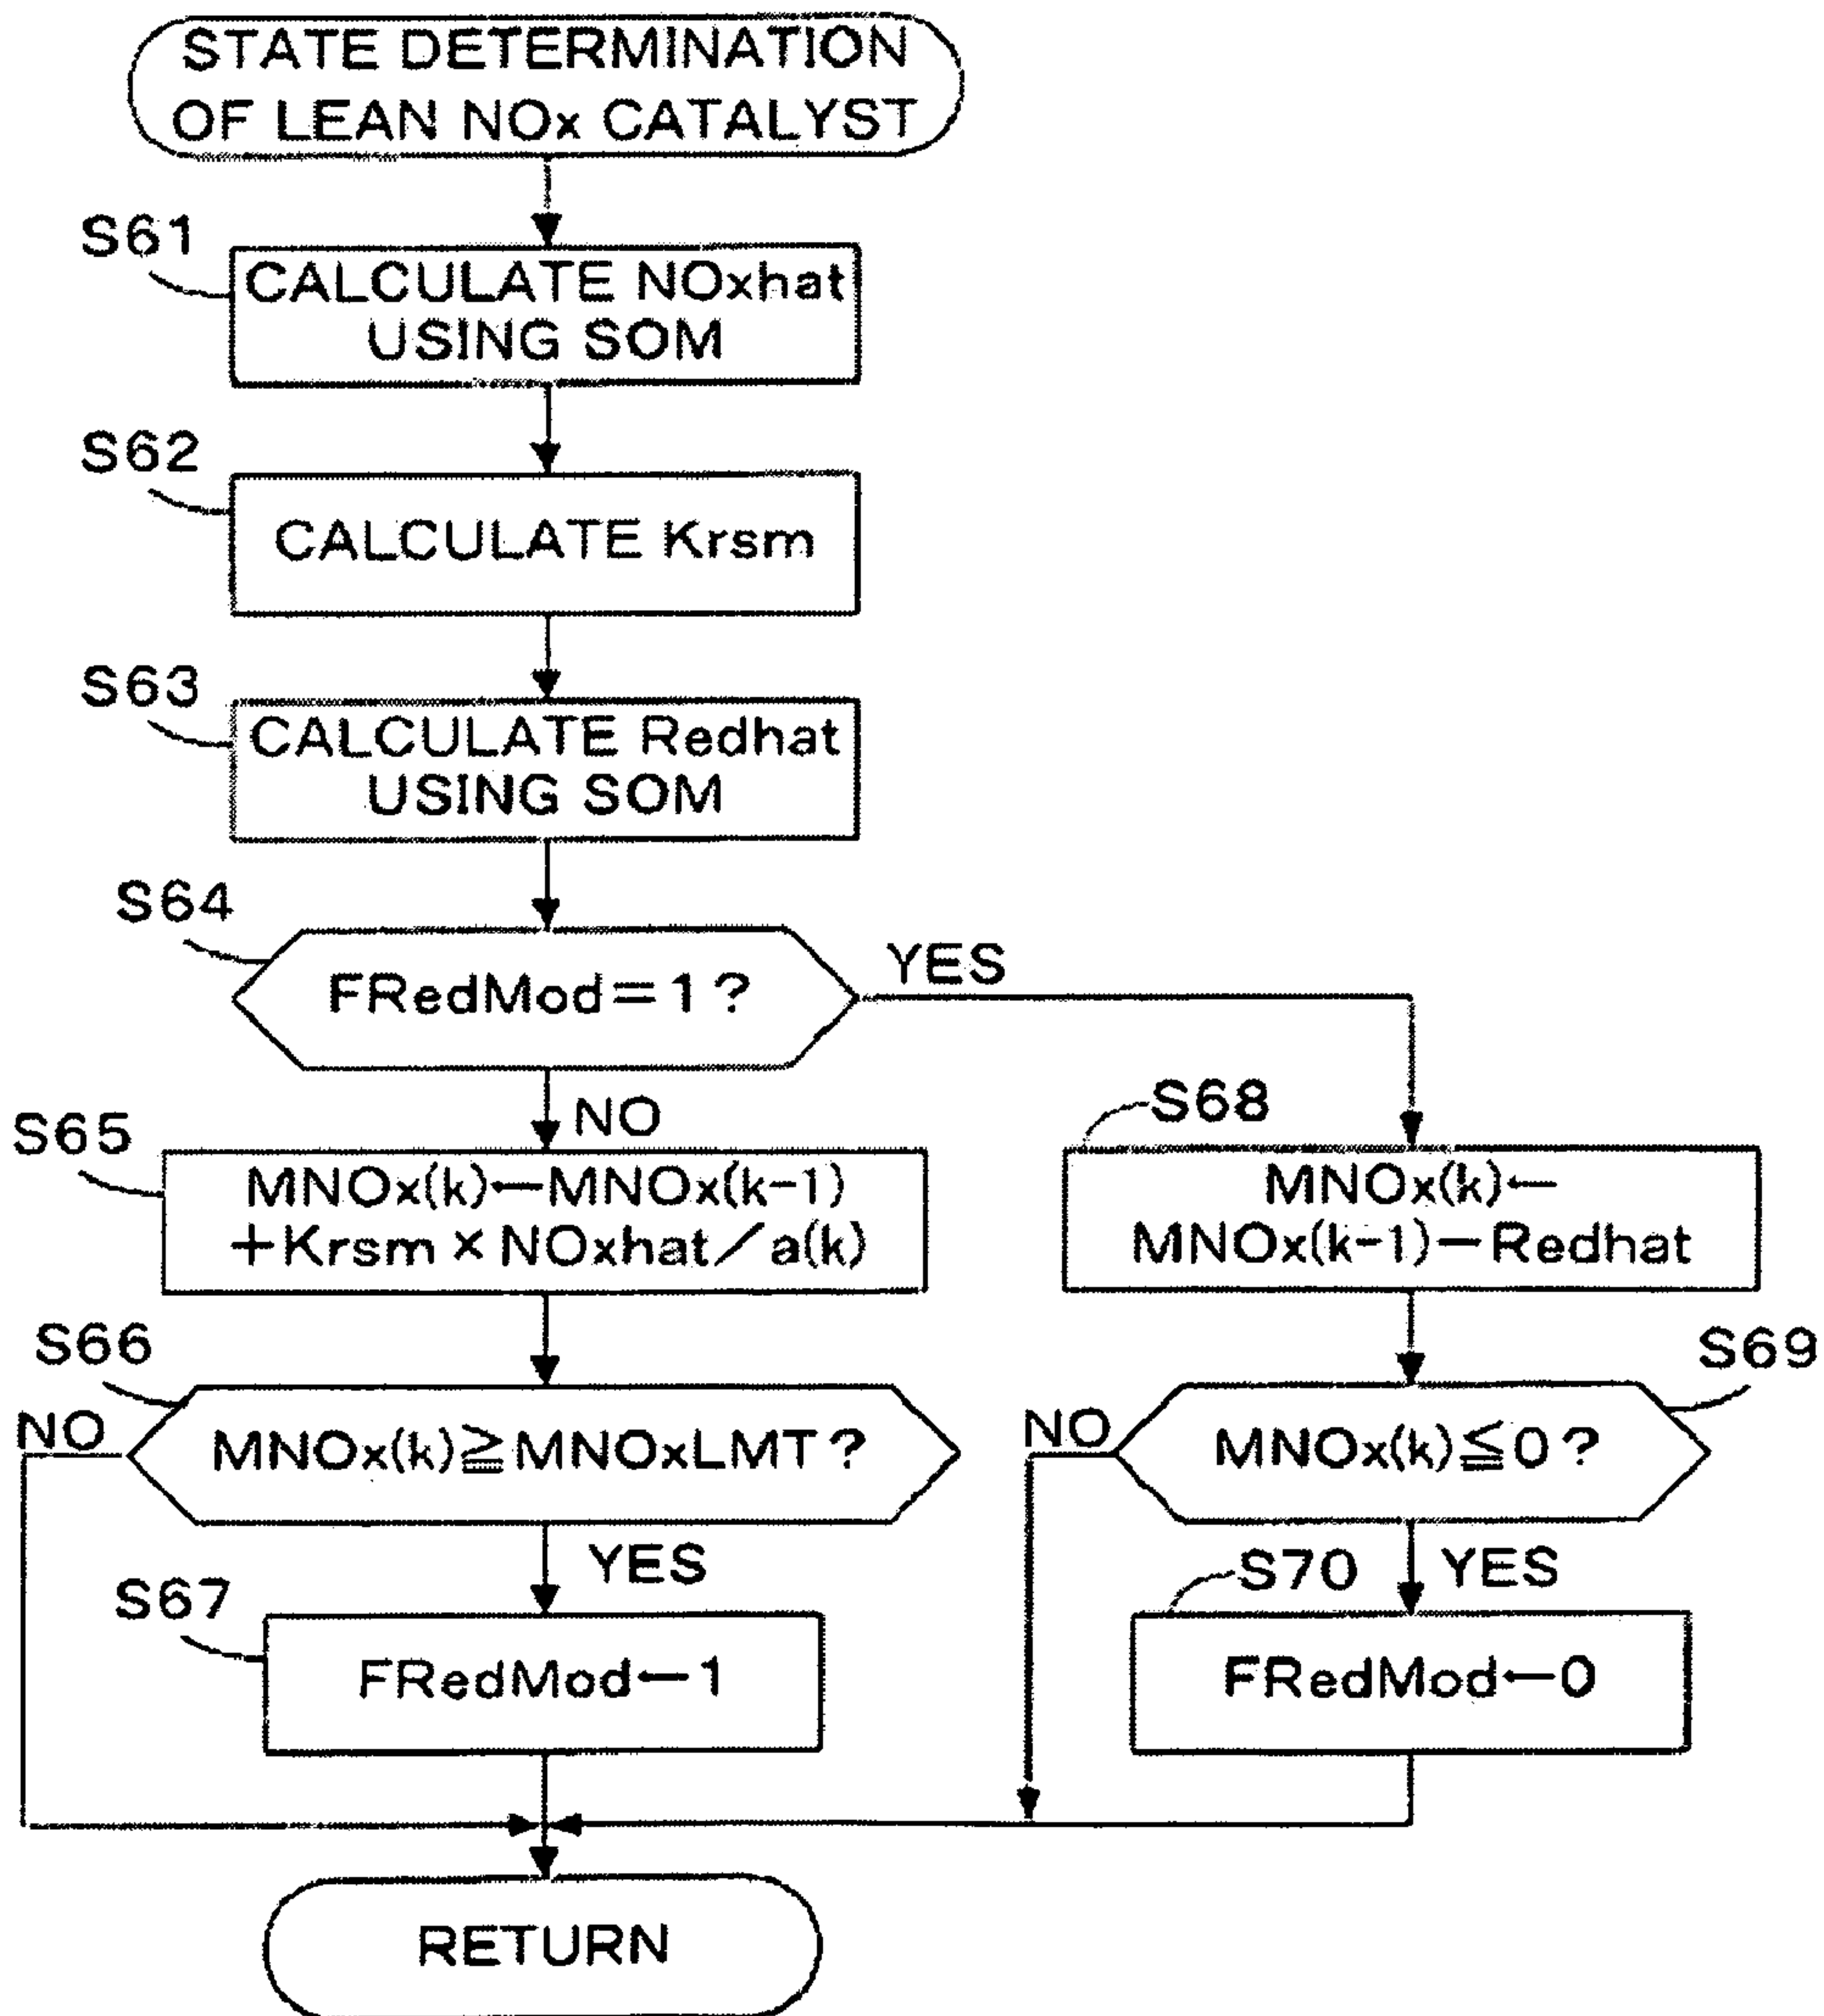 STATE DETERMINATION
OF LEAN NOx CATALYST
S61
CALCULATE NOxhat
USING SOM
S62
CALCULATE Krsm
S63
CALCULATE Redhat
USING SOM
S64
FRedMod=1?
YES
NO
S65
MNOx(k)←MNOx(k-1)
+Krsm×NOxhat/a(k)
S68
MNOx(k)←
MNOx(k-1)-Redhat
S66
NO
MNOx(k)≧MNOxLMT?
YES
S69
NO
MNOx(k)≦0?
YES
S67
FRedMod←1
S70
FRedMod←0
RETURN